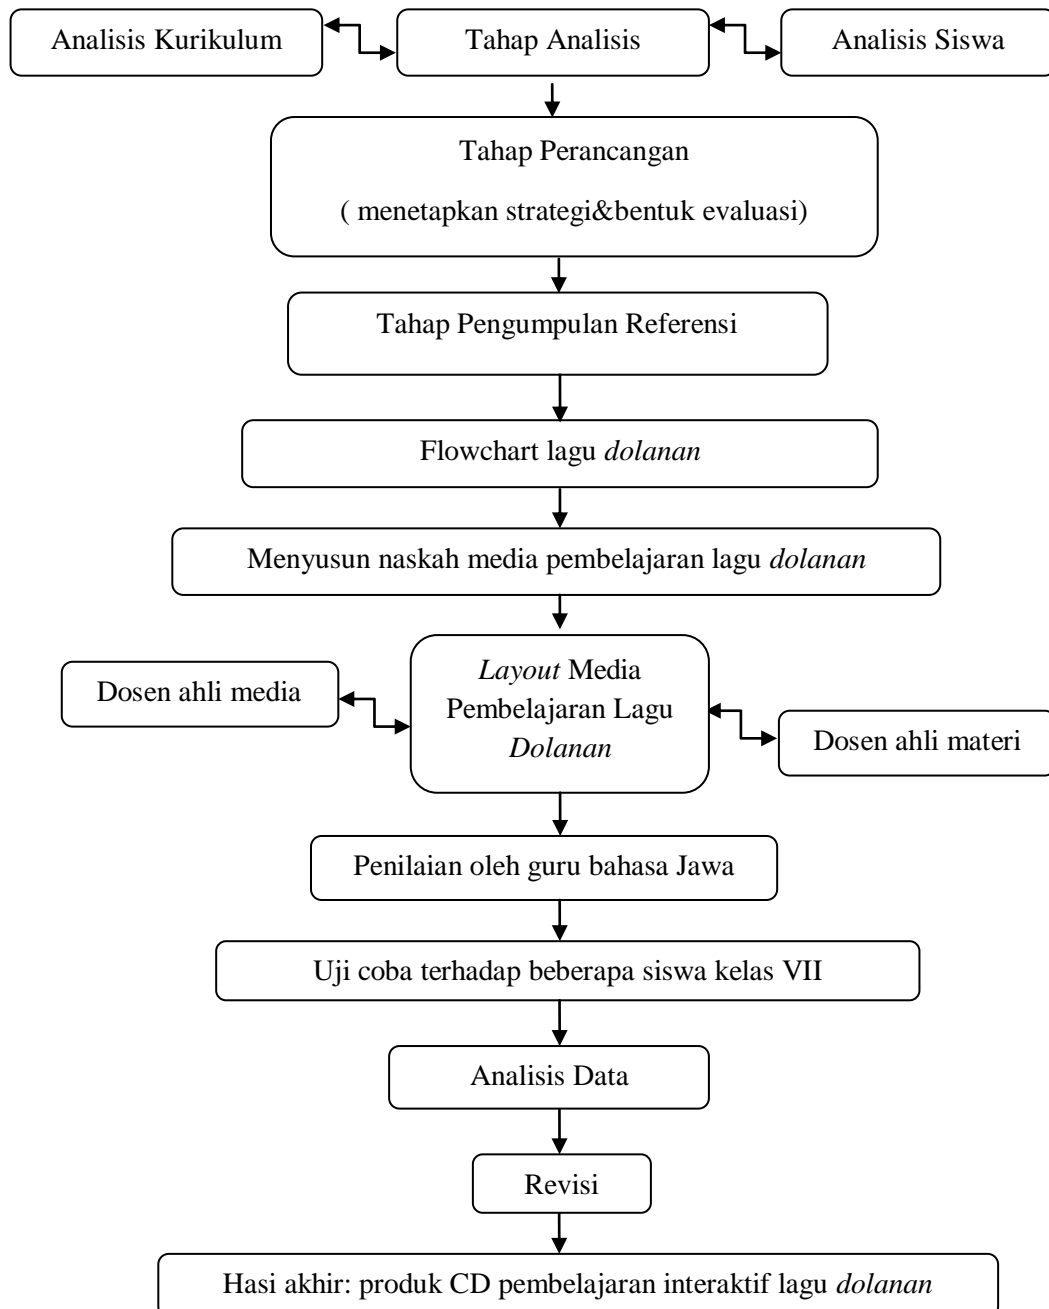 Analisis Kurikulum
Tahap Analisis
Analisis Siswa
Tahap Perancangan
( menetapkan strategi&bentuk evaluasi)
Tahap Pengumpulan Referensi
Flowchart lagu dolanan
Menyusun naskah media pembelajaran lagu dolanan
Layout Media
Pembelajaran Lagu
Dolanan
Dosen ahli media
Dosen ahli materi
Penilaian oleh guru bahasa Jawa
Uji coba terhadap beberapa siswa kelas VII
Analisis Data
Revisi
Hasi akhir: produk CD pembelajaran interaktif lagu dolanan